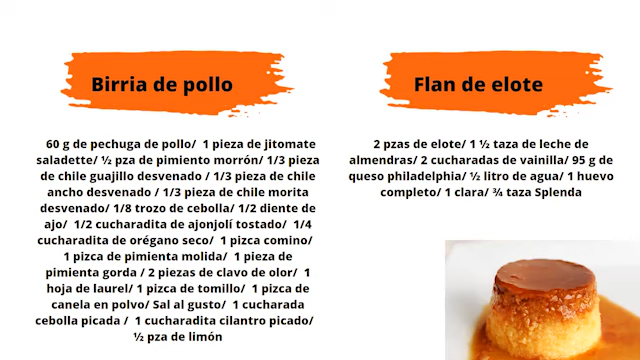 Birria de pollo
60 g de pechuga de pollo/ 1 pieza de jitomate
saladette/ ½ pza de pimiento morrón/ 1/3 pieza
de chile guajillo desvenado / 1/3 pieza de chile
ancho desvenado / 1/3 pieza de chile morita
desvenado/ 1/8 trozo de cebolla/ 1/2 diente de
ajo/ 1/2 cucharadita de ajonjolí tostado/ 1/4
cucharadita de orégano seco/ 1 pizca comino/
1 pizca de pimienta molida/ 1 pieza de
pimienta gorda / 2 piezas de clavo de olor/ 1
hoja de laurel/ 1 pizca de tomillo/ 1 pizca de
canela en polvo/ Sal al gusto/ 1 cucharada
cebolla picada / 1 cucharadita cilantro picado/
½ pza de limón
Flan de elote
2 pzas de elote/ 1 ½ taza de leche de
almendras/ 2 cucharadas de vainilla/ 95 g de
queso philadelphia/ ½ litro de agua/ 1 huevo
completo/ 1 clara/ ¾ taza Splenda